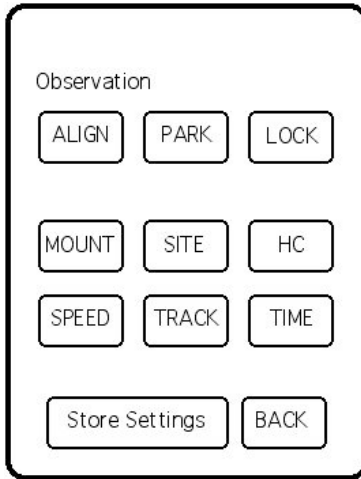 Observation
ALIGN PARK LOCK
MOUNT SITE HC
SPEED TRACK TIME
Store Settings BACK